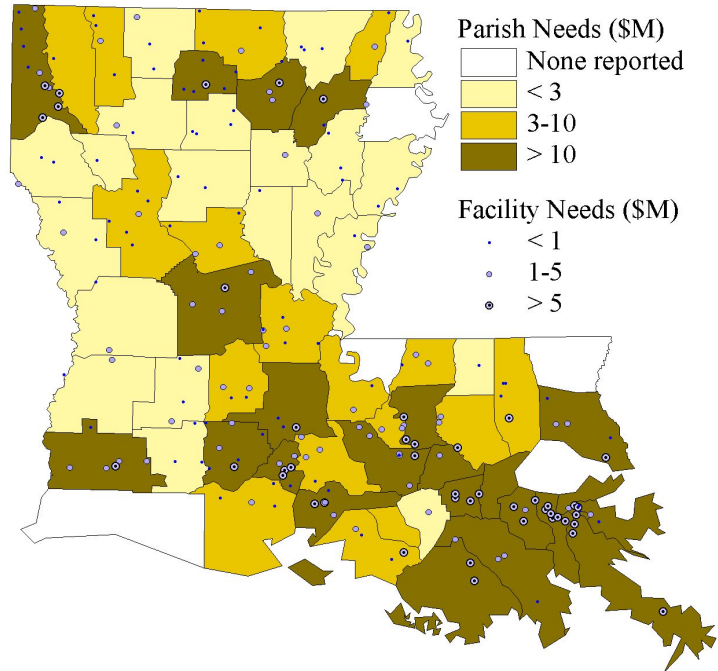 Parish Needs ($M)
None reported
< 3
3-10
> 10
Facility Needs ($M)
< 1
1-5
> 5